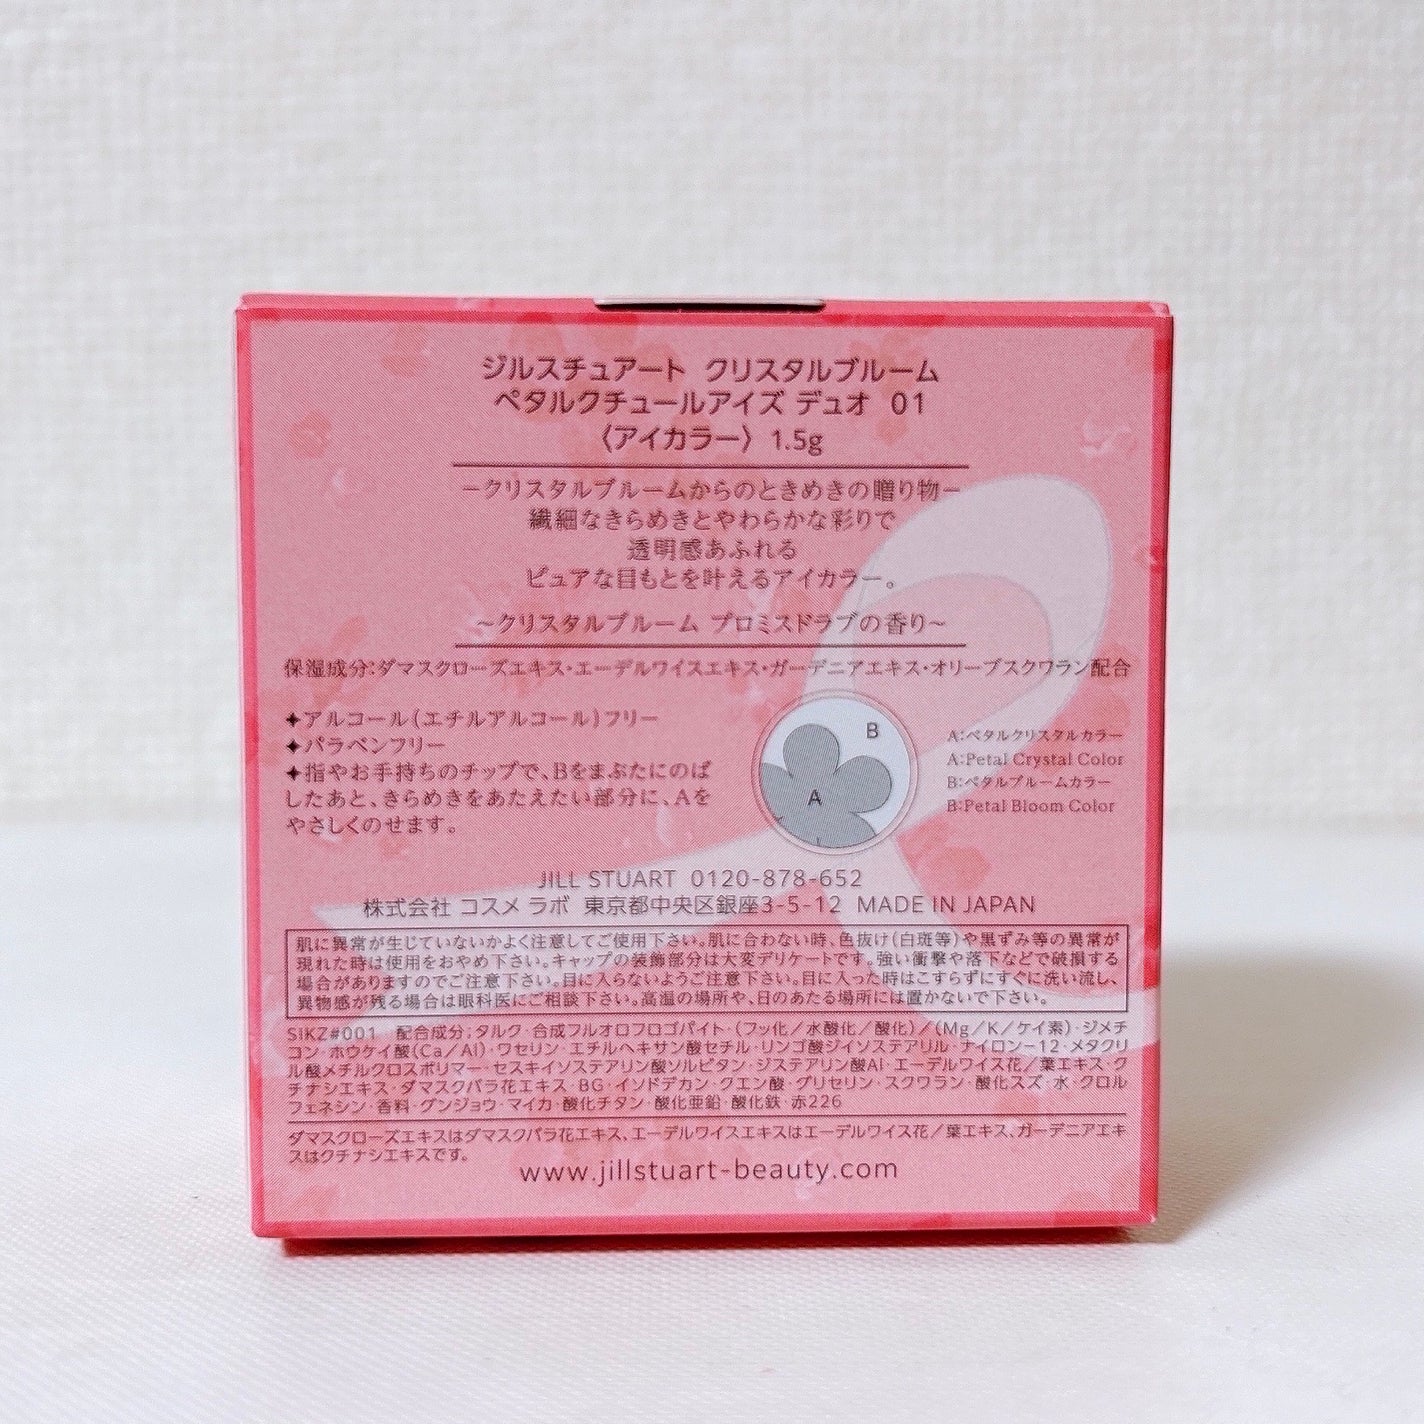 ジルスチュアート クリスタルブルーム
ペタルクチュールアイズ デュオ 01
〈アイカラー〉 1.5g
－クリスタルブルームからのときめきの贈り物－
繊細なきらめきとやわらかな彩りで
透明感あふれる
ピュアな目もとを叶えるアイカラー。
～クリスタルブルーム プロミスドラブの香り～
保湿成分:ダマスクローズエキス・エーデルワイスエキス・ガーデニアエキス・オリーブスクワラン配合
✦アルコール(エチルアルコール)フリー
✦パラベンフリー
✦指やお手持ちのチップで、Bをまぶたにのば
したあと、きらめきをあたえたい部分に、Aを
やさしくのせます。
B
A
A:ペタルクリスタルカラー
A:Petal Crystal Color
B:ペタルブルームカラー
B:Petal Bloom Color
JILL STUART 0120-878-652
株式会社 コスメ ラボ 東京都中央区銀座3-5-12 MADE IN JAPAN
肌に異常が生じていないかよく注意してご使用下さい。肌に合わない時、色抜け(白斑等)や黒ずみ等の異常が
現れた時は使用をおやめ下さい。キャップの装飾部分は大変デリケートです。強い衝撃や落下などで破損する
場合がありますのでご注意下さい。目に入らないようご注意下さい。目に入った時はこすらずにすぐに洗い流し、
異物感が残る場合は眼科医にご相談下さい。高温の場所や、日のあたる場所には置かないで下さい。
SIKZ#001 配合成分;タルク・合成フルオロフロゴパイト・(フッ化／水酸化／酸化)／(Mg／K／ケイ素)・ジメチ
コン・ホウケイ酸(Ca／Al)・ワセリン・エチルヘキサン酸セチル・リンゴ酸ジイソステアリル・ナイロン－12・メタクリ
ル酸メチルクロスポリマー・セスキイソステアリン酸ソルビタン・ジステアリン酸Al・エーデルワイス花／葉エキス・ク
チナシエキス・ダマスクバラ花エキス・BG・イソドデカン・クエン酸・グリセリン・スクワラン・酸化スズ・水・クロル
フェネシン・香料・グンジョウ・マイカ・酸化チタン・酸化亜鉛・酸化鉄・赤226
ダマスクローズエキスはダマスクバラ花エキス、エーデルワイスエキスはエーデルワイス花／葉エキス、ガーデニアエキ
スはクチナシエキスです。
www.jillstuart-beauty.com